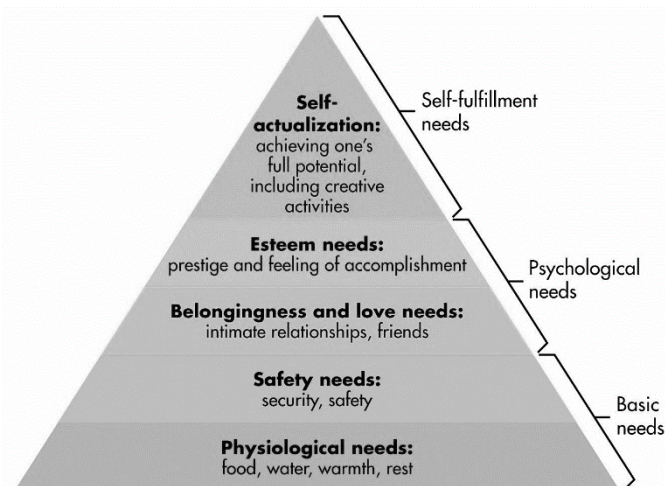 Self-
actualization:
achieving one's
full potential,
including creative
activities
Self-fulfillment
needs
Esteem needs:
prestige and feeling of accomplishment
Belongingness and love needs:
intimate relationships, friends
Psychological
needs
Safety needs:
security, safety
Physiological needs:
food, water, warmth, rest
Basic
needs